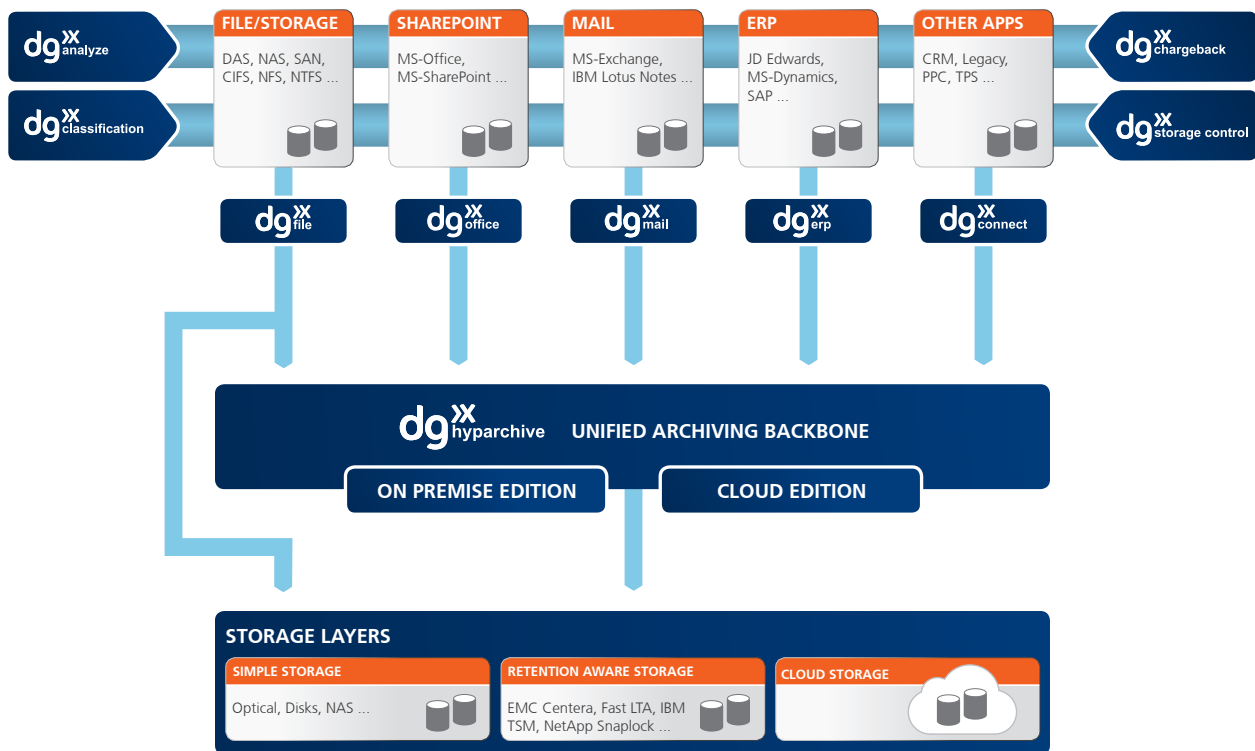 dg analyze
FILE/STORAGE
DAS, NAS, SAN,
CIFS, NFS, NTFS ...
SHAREPOINT
MS-Office,
MS-SharePoint ...
MAIL
MS-Exchange,
IBM Lotus Notes ...
ERP
JD Edwards,
MS-Dynamics,
SAP ...
OTHER APPS
CRM, Legacy,
PPC, TPS ...
dg chargeback
dg classification
dg storage control
dg file
dg office
dg mail
dg erp
dg connect
dg hyparchive UNIFIED ARCHIVING BACKBONE
ON PREMISE EDITION
CLOUD EDITION
STORAGE LAYERS
SIMPLE STORAGE
Optical, Disks, NAS ...
RETENTION AWARE STORAGE
EMC Centera, Fast LTA, IBM
TSM, NetApp Snaplock ...
CLOUD STORAGE